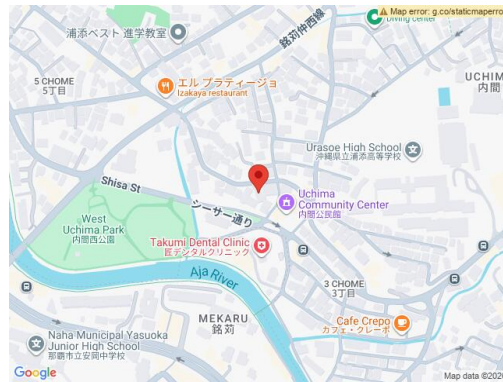 Map error: g.co/staticmaperro
Diving center
浦添ベスト 進学教室
銘苅仲西線
5 CHOME
5丁目
エル プラティージョ
Izakaya restaurant
UCHIM
内間
Urasoe High School
沖縄県立浦添高等学校
Shisa St
シーサー通り
Uchima
Community Center
内間公民館
West
Uchima Park
内間西公園
Takumi Dental Clinic
匠デンタルクリニック
Aja River
3 CHOME
3丁目
MEKARU
銘苅
Cafe Crepo
カフェ・クレーポ
Naha Municipal Yasuoka
Junior High School
那覇市立安岡中学校
Google
Map data ©202